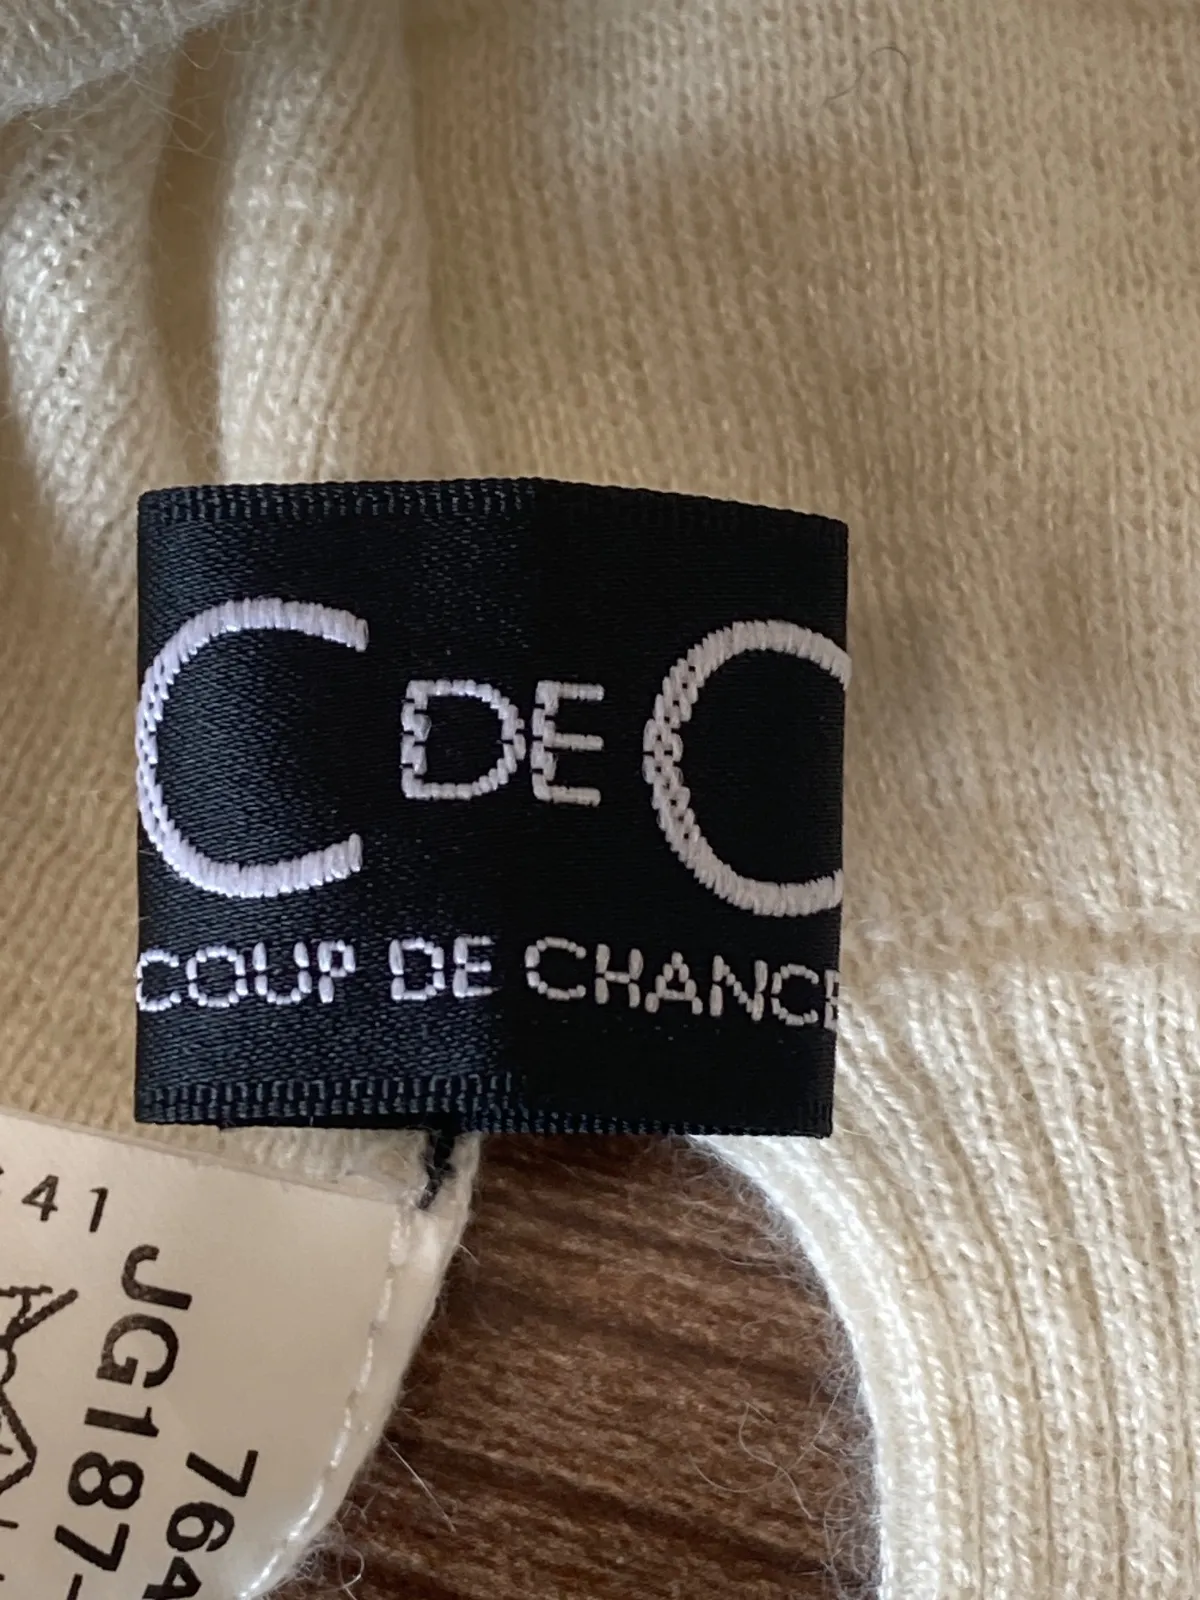 C DE C
COUP DE CHANCE
41
JG187-
764